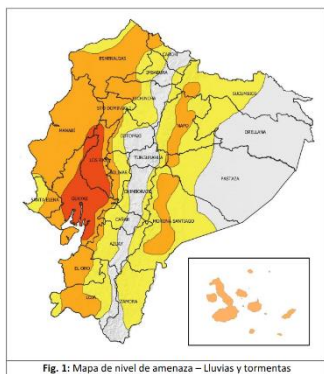 ESMERALDAS
CARCHI
IMBABURA
SUCUMBIOS
PICHINCHA
STO DOMINGO
NAPO
ORELLANA
MANABI
COTOPAXI
LOS RIOS
TUNGURAHUA
BOLIVAR
PASTAZA
SANTA ELENA
GUAYAS
CHIMBORAZO
MORONA SANTIAGO
CAÑAR
AZUAY
EL ORO
LOJA
ZAMORA
Fig. 1: Mapa de nivel de amenaza – Lluvias y tormentas